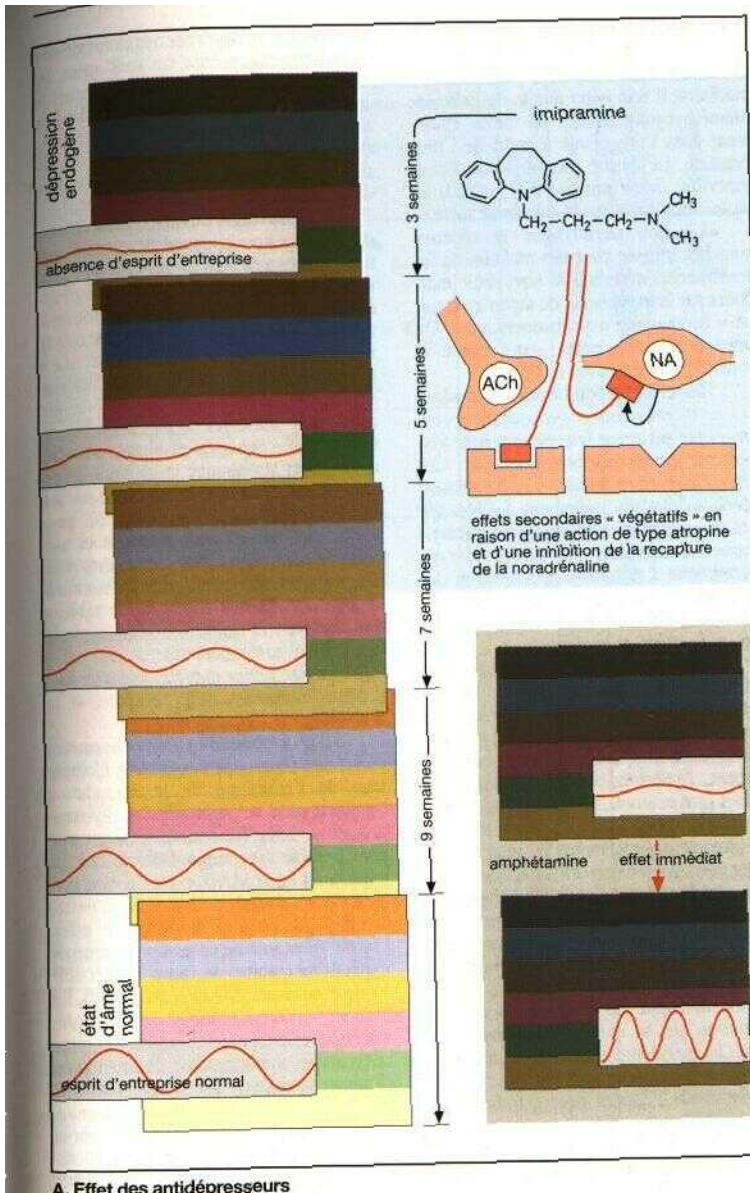 dépression
endogène
absence d'esprit d'entreprise
3 semaines
5 semaines
7 semaines
9 semaines
état
d'âme
normal
esprit d'entreprise normal
imipramine
N
CH₂—CH₂—CH₂—N
CH₃
CH₃
ACh
NA
effets secondaires « végétatifs » en
raison d'une action de type atropine
et d'une inhibition de la recapture
de la noradrénaline
amphétamine
effet immédiat
A. Effet des antidépresseurs